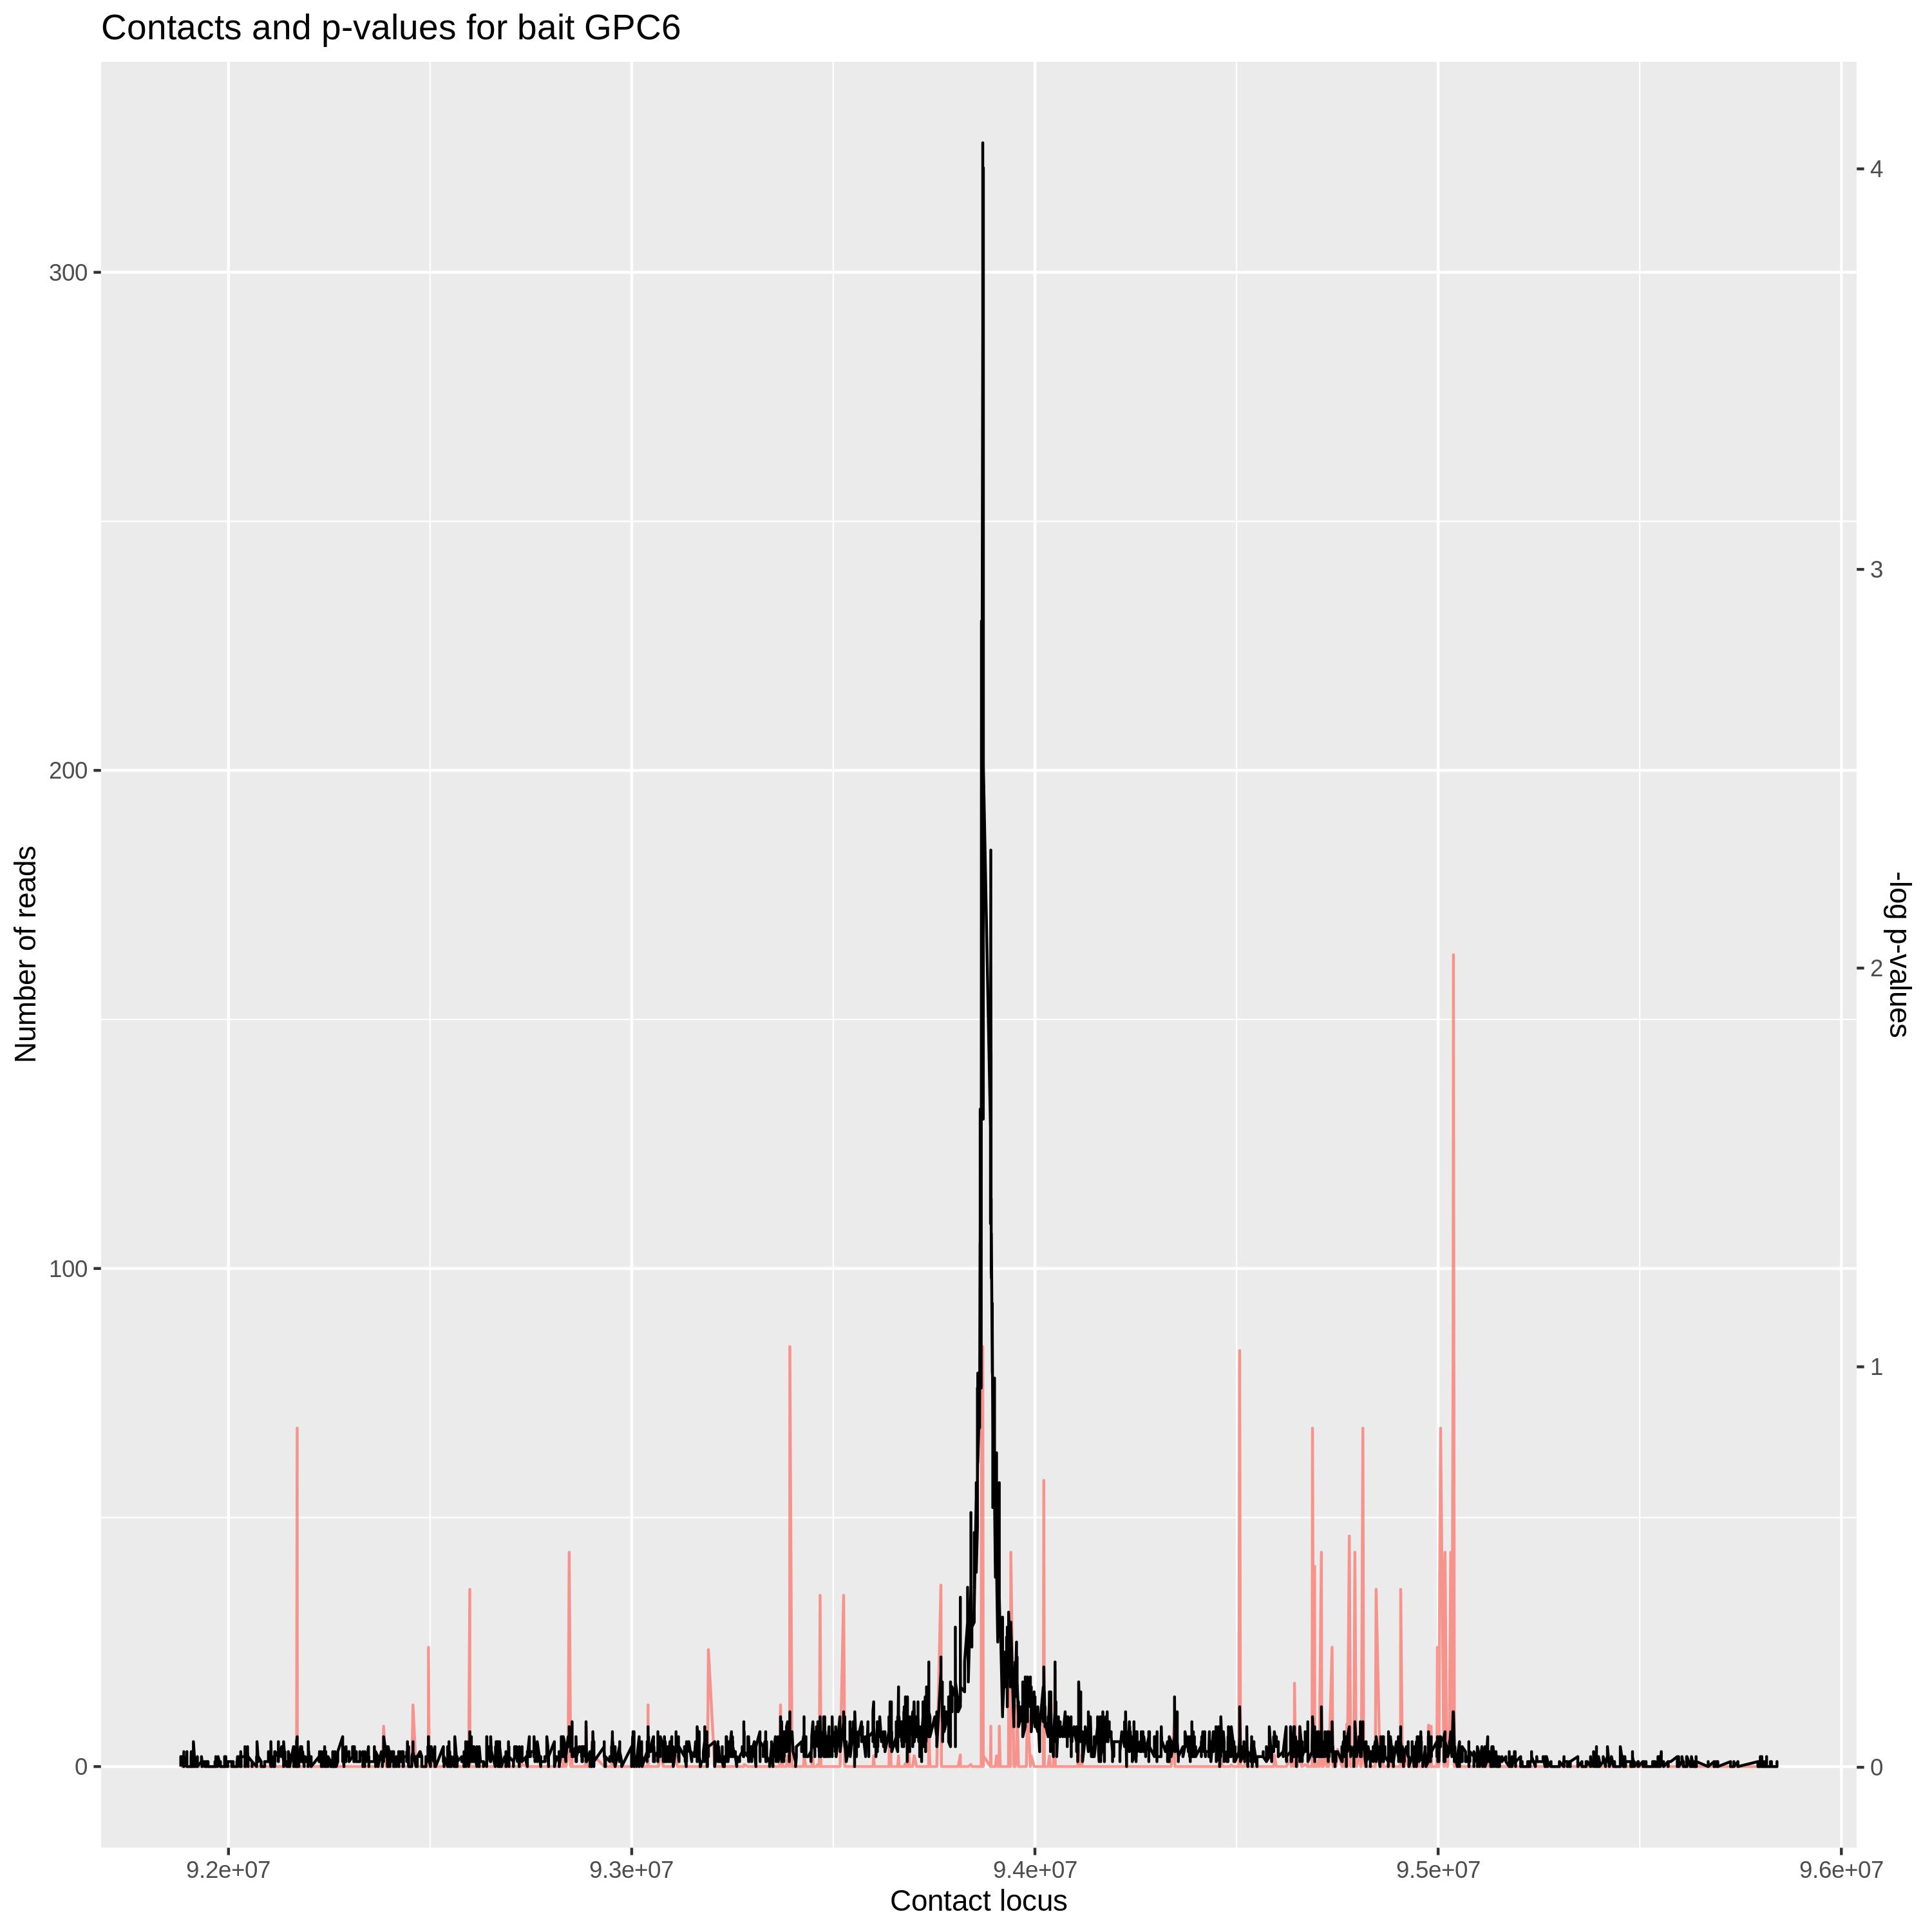 Contacts and p-values for bait GPC6
Number of reads
300
200
100
0
4
3
2
1
0
-log p-values
9.2e+07 9.3e+07 9.4e+07 9.5e+07 9.6e+07
Contact locus